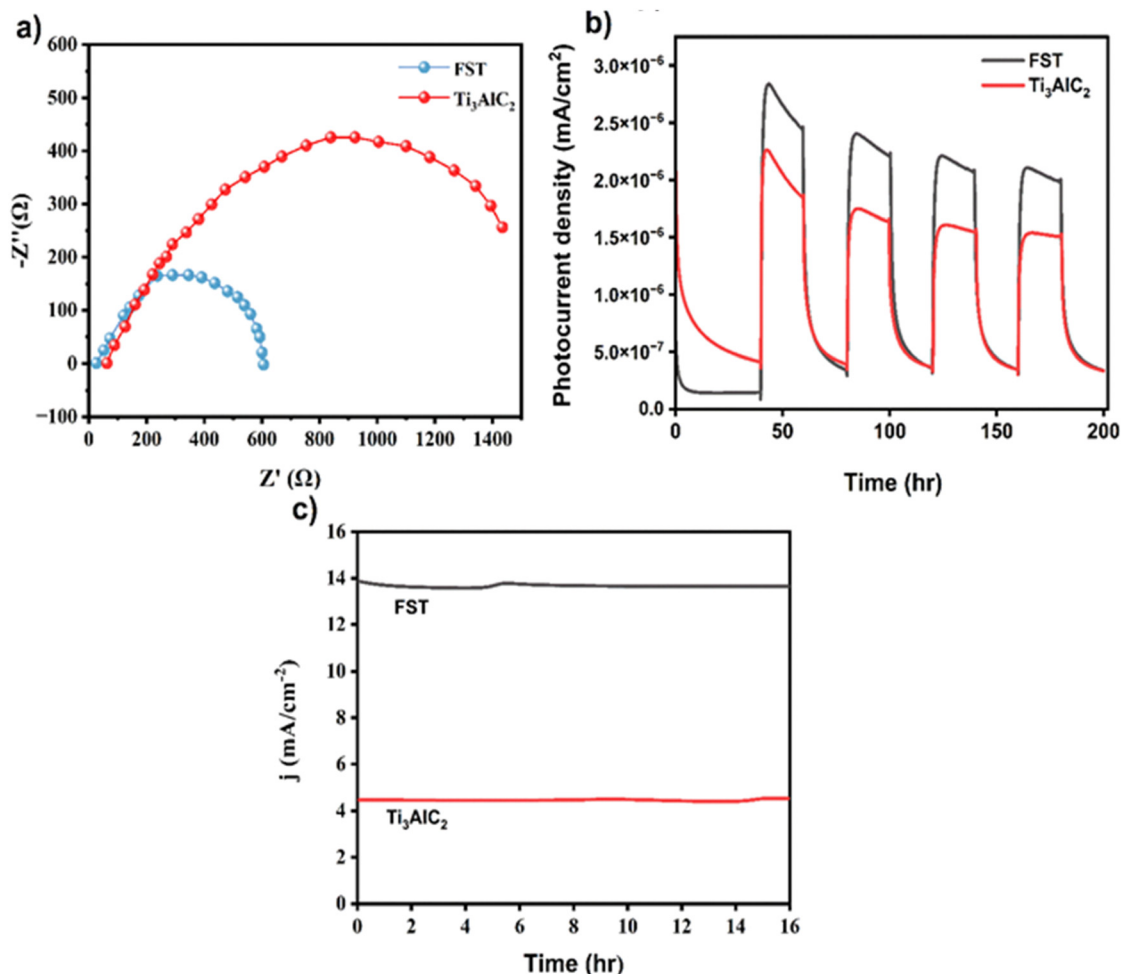 a)
600
500
400
300
200
100
0
−100
-Z''(Ω)
FST
Ti₃AlC₂
0 200 400 600 800 1000 1200 1400
Z' (Ω)
b)
3.0×10⁻⁶
2.5×10⁻⁶
2.0×10⁻⁶
1.5×10⁻⁶
1.0×10⁻⁶
5.0×10⁻⁷
0.0
Photocurrent density (mA/cm²)
FST
Ti₃AlC₂
0 50 100 150 200
Time (hr)
c)
16
14
12
10
8
6
4
2
0
j (mA/cm⁻²)
FST
Ti₃AlC₂
0 2 4 6 8 10 12 14 16
Time (hr)